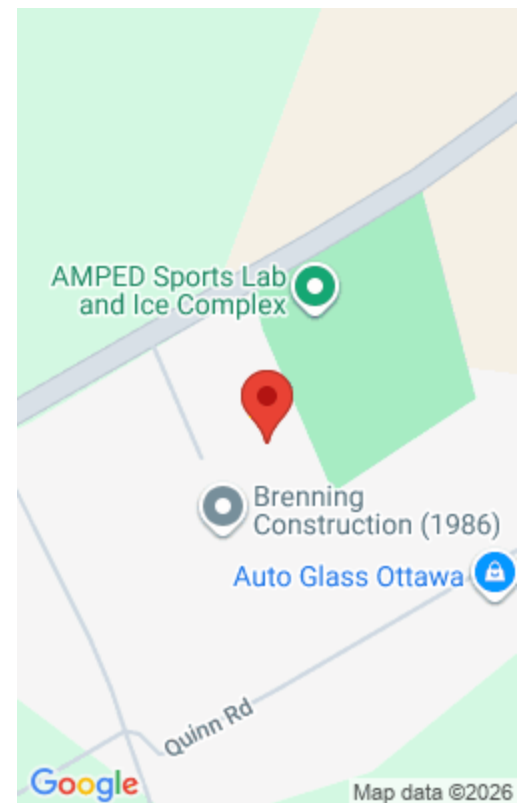 AMPED Sports Lab
and Ice Complex
Brenning
Construction (1986)
Auto Glass Ottawa
Quinn Rd
Google
Map data ©2026